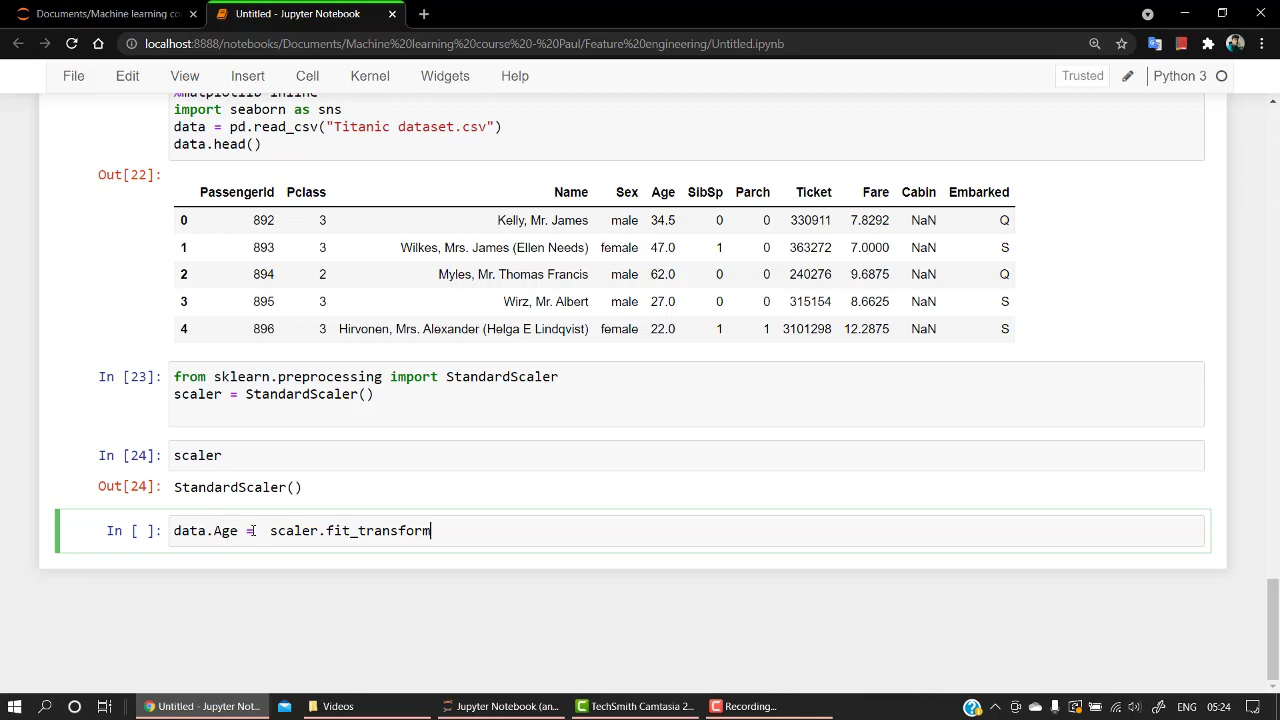 Documents/Machine learning co
Untitled - Jupyter Notebook
localhost:8888/notebooks/Documents/Machine%20learning%20course%20-%20Paul/Feature%20engineering/Untitled.ipynb
File Edit View Insert Cell Kernel Widgets Help Trusted Python 3
%matplotlib inline
import seaborn as sns
data = pd.read_csv("Titanic dataset.csv")
data.head()
Out[22]:
PassengerId Pclass Name Sex Age SibSp Parch Ticket Fare Cabin Embarked
0 892 3 Kelly, Mr. James male 34.5 0 0 330911 7.8292 NaN Q
1 893 3 Wilkes, Mrs. James (Ellen Needs) female 47.0 1 0 363272 7.0000 NaN S
2 894 2 Myles, Mr. Thomas Francis male 62.0 0 0 240276 9.6875 NaN Q
3 895 3 Wirz, Mr. Albert male 27.0 0 0 315154 8.6625 NaN S
4 896 3 Hirvonen, Mrs. Alexander (Helga E Lindqvist) female 22.0 1 1 3101298 12.2875 NaN S
In [23]: from sklearn.preprocessing import StandardScaler
scaler = StandardScaler()
In [24]: scaler
Out[24]: StandardScaler()
In [ ]: data.Age = scaler.fit_transform
Untitled - Jupyter Not...
Videos
Jupyter Notebook (an...
TechSmith Camtasia 2...
Recording...
05:24